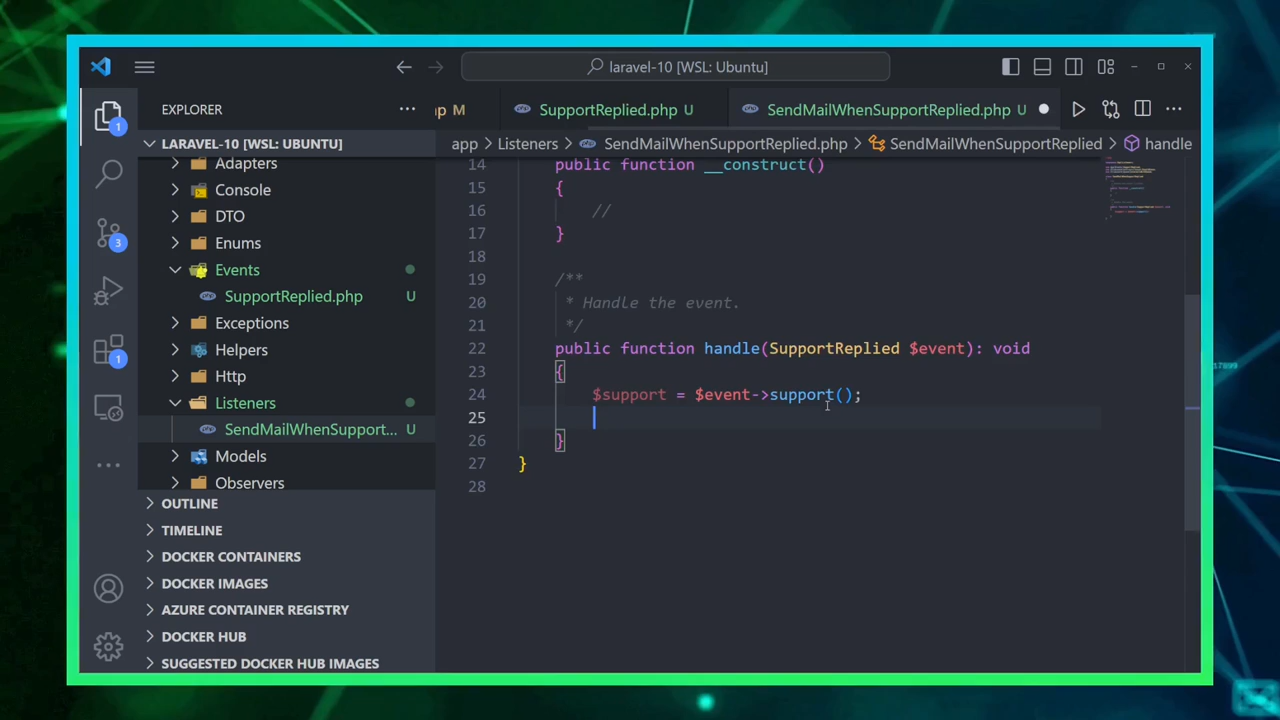 laravel-10 [WSL: Ubuntu]
EXPLORER
.p M
SupportReplied.php U
SendMailWhenSupportReplied.php U
LARAVEL-10 [WSL: UBUNTU]
app > Listeners > SendMailWhenSupportReplied.php > SendMailWhenSupportReplied > handle
Adapters
Console
DTO
Enums
Events
SupportReplied.php U
Exceptions
Helpers
Http
Listeners
SendMailWhenSupport... U
Models
Observers
OUTLINE
TIMELINE
DOCKER CONTAINERS
DOCKER IMAGES
AZURE CONTAINER REGISTRY
DOCKER HUB
SUGGESTED DOCKER HUB IMAGES
1
3
1
14 public function __construct()
15 {
16 //
17 }
18
19 /**
20 * Handle the event.
21 */
22 public function handle(SupportReplied $event): void
23 {
24 $support = $event->support();
25
26 }
27 }
28